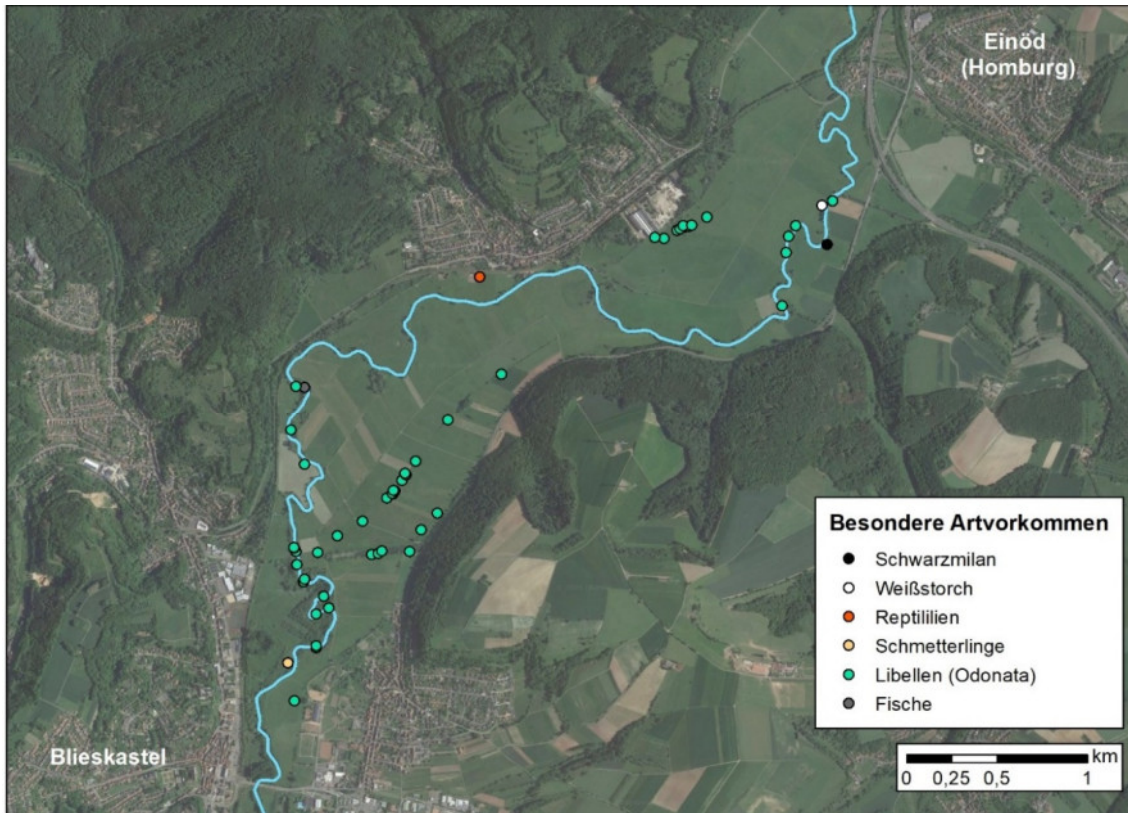 Einöd
(Homburg)
Besondere Artvorkommen
Schwarzmilan
Weißstorch
Reptililien
Schmetterlinge
Libellen (Odonata)
Fische
Blieskastel
km
0 0,25 0,5 1